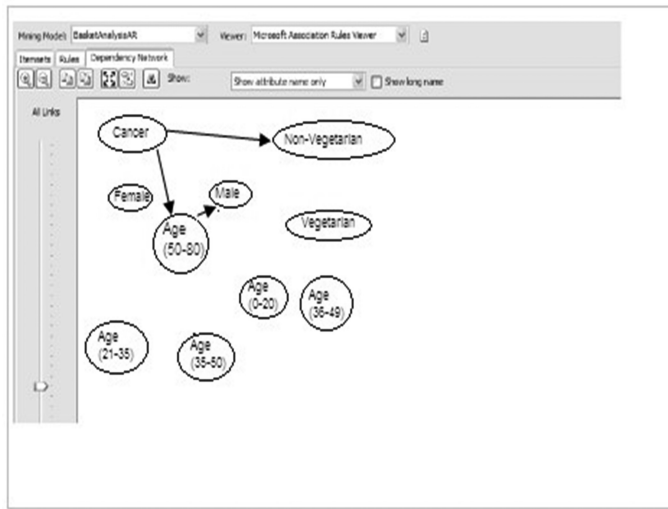 Mining Model: BasketAnalysisAR Viewer: Microsoft Association Rules Viewer
Itemsets Rules Dependency Network
Show: Show attribute name only Show long name
All Links
Cancer
Non-Vegetarian
Female
Male
Age
(50-80)
Vegetarian
Age
(0-20)
Age
(36-49)
Age
(21-35)
Age
(35-50)